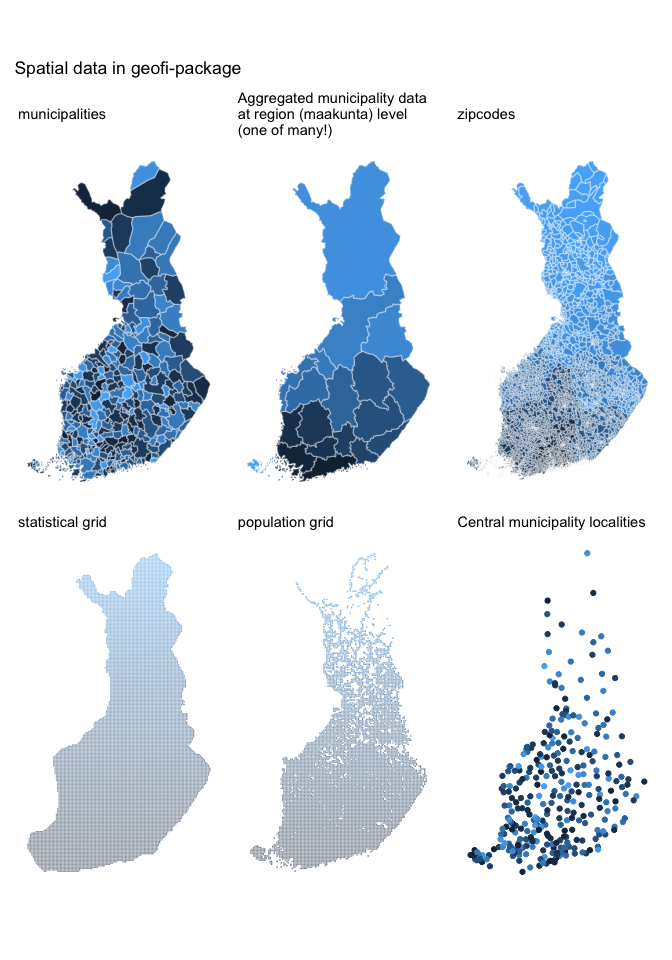 Spatial data in geofi-package
municipalities
Aggregated municipality data
at region (maakunta) level
(one of many!)
zipcodes
statistical grid
population grid
Central municipality localities